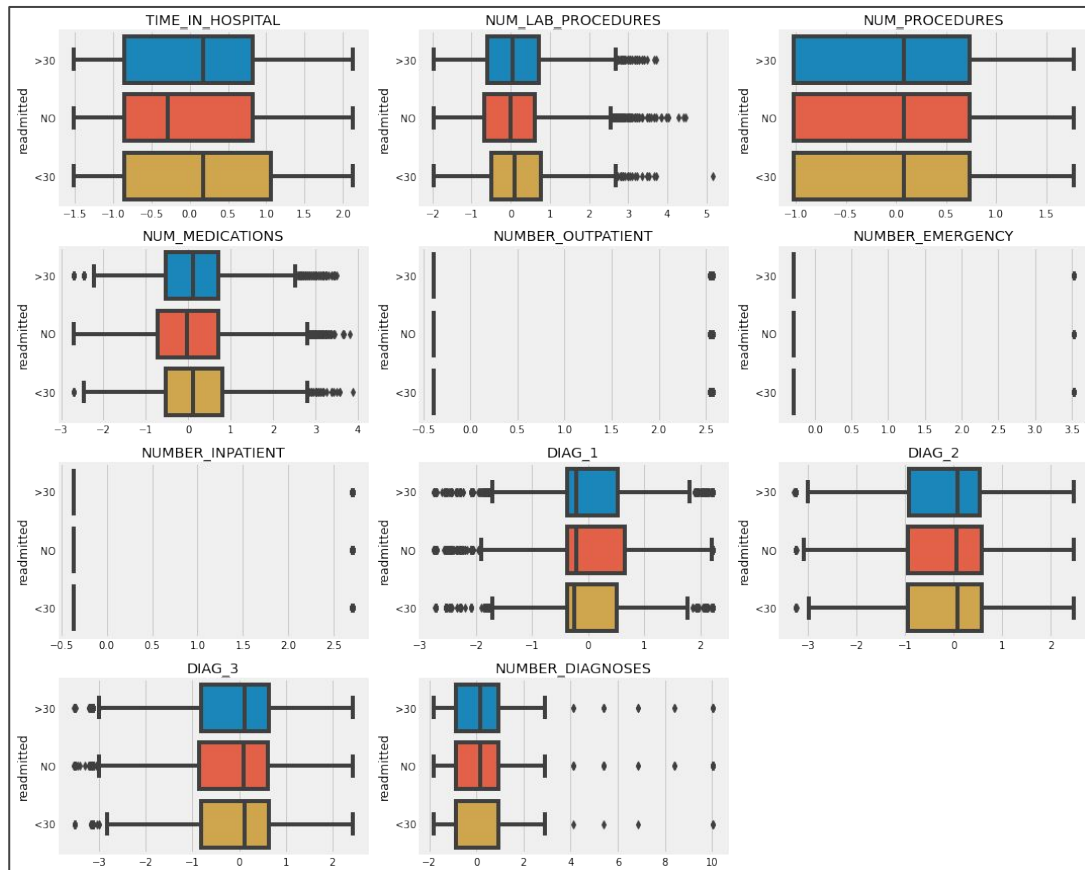 TIME_IN_HOSPITAL
readmitted
>30
NO
<30
−1.5 −1.0 −0.5 0.0 0.5 1.0 1.5 2.0
NUM_LAB_PROCEDURES
readmitted
>30
NO
<30
−2 −1 0 1 2 3 4 5
NUM_PROCEDURES
readmitted
>30
NO
<30
−1.0 −0.5 0.0 0.5 1.0 1.5
NUM_MEDICATIONS
readmitted
>30
NO
<30
−3 −2 −1 0 1 2 3 4
NUMBER_OUTPATIENT
readmitted
>30
NO
<30
−0.5 0.0 0.5 1.0 1.5 2.0 2.5
NUMBER_EMERGENCY
readmitted
>30
NO
<30
0.0 0.5 1.0 1.5 2.0 2.5 3.0 3.5
NUMBER_INPATIENT
readmitted
>30
NO
<30
−0.5 0.0 0.5 1.0 1.5 2.0 2.5
DIAG_1
readmitted
>30
NO
<30
−3 −2 −1 0 1 2
DIAG_2
readmitted
>30
NO
<30
−3 −2 −1 0 1 2
DIAG_3
readmitted
>30
NO
<30
−3 −2 −1 0 1 2
NUMBER_DIAGNOSES
readmitted
>30
NO
<30
−2 0 2 4 6 8 10